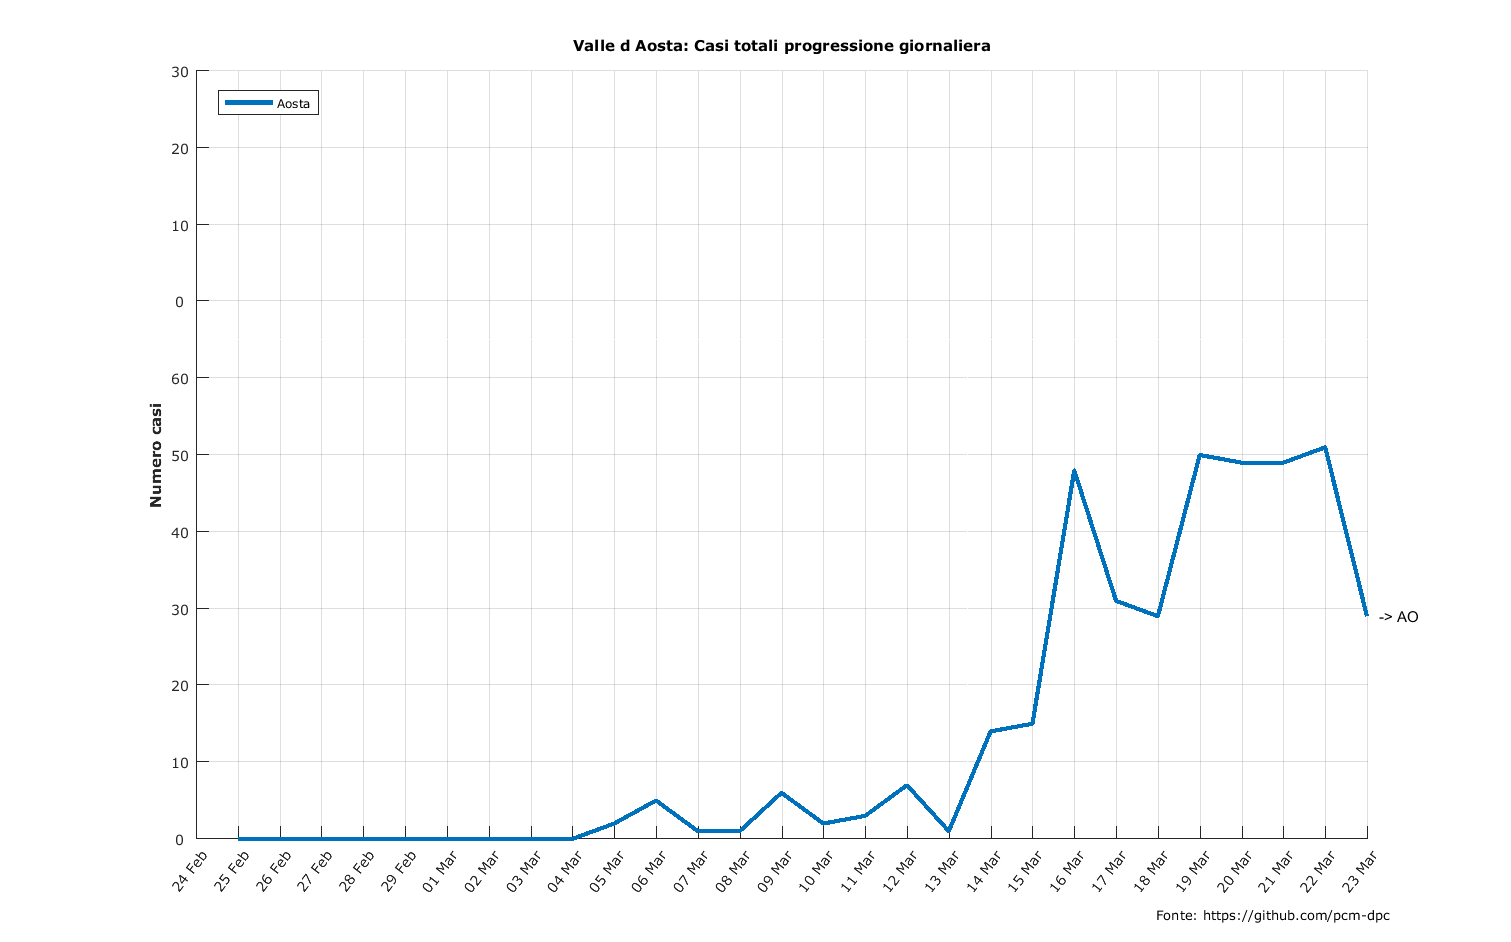 Valle d Aosta: Casi totali progressione giornaliera
30
Aosta
20
10
0
60
Numero casi
50
40
30
-> AO
20
10
0
24 Feb
25 Feb
26 Feb
27 Feb
28 Feb
29 Feb
01 Mar
02 Mar
03 Mar
04 Mar
05 Mar
06 Mar
07 Mar
08 Mar
09 Mar
10 Mar
11 Mar
12 Mar
13 Mar
14 Mar
15 Mar
16 Mar
17 Mar
18 Mar
19 Mar
20 Mar
21 Mar
22 Mar
23 Mar
Fonte: https://github.com/pcm-dpc